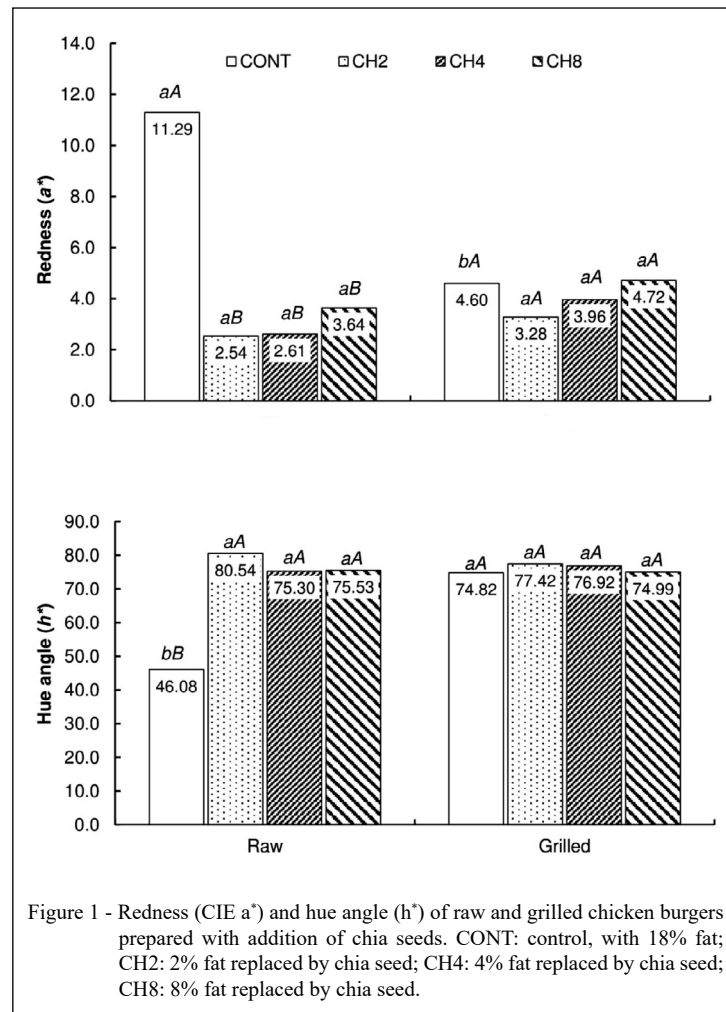 14.0
CONT CH2 CH4 CH8
12.0
10.0
8.0
6.0
4.0
2.0
0.0
Redness (a*)
aA
11.29
aB
2.54
aB
2.61
aB
3.64
bA
4.60
aA
3.28
aA
3.96
aA
4.72
90.0
80.0
70.0
60.0
50.0
40.0
30.0
20.0
10.0
0.0
Hue angle (h*)
bB
46.08
aA
80.54
aA
75.30
aA
75.53
aA
74.82
aA
77.42
aA
76.92
aA
74.99
Raw Grilled
Figure 1 - Redness (CIE a*) and hue angle (h*) of raw and grilled chicken burgers
prepared with addition of chia seeds. CONT: control, with 18% fat;
CH2: 2% fat replaced by chia seed; CH4: 4% fat replaced by chia seed;
CH8: 8% fat replaced by chia seed.